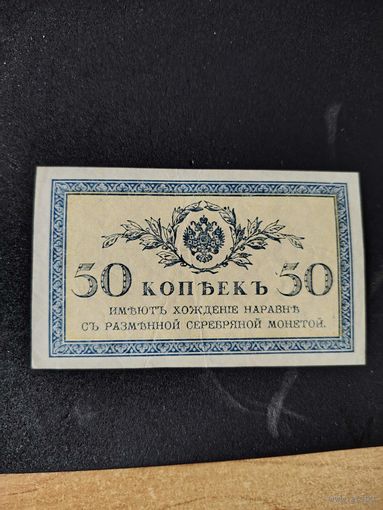 50 КОПѢЕКЪ 50
ИМѢЮТЪ ХОЖДЕНІЕ НАРАВНѢ
СЪ РАЗМѢННОЙ СЕРЕБРЯНОЙ МОНЕТОЙ.